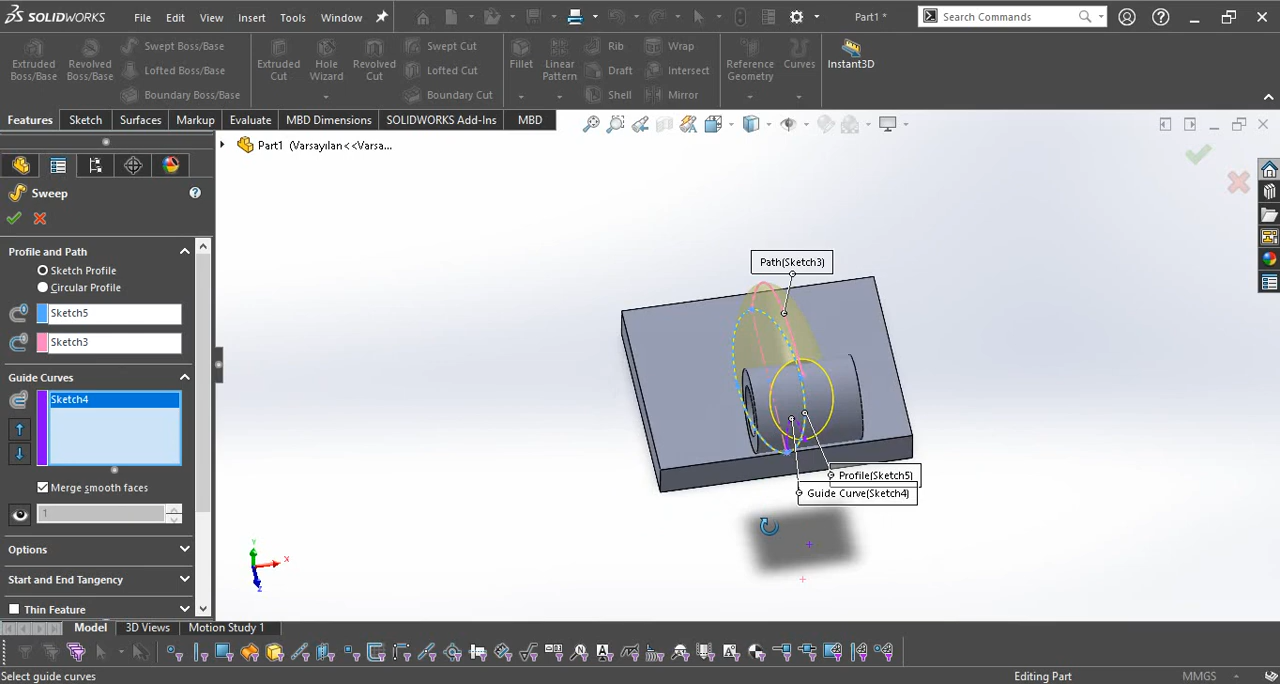 SOLIDWORKS File Edit View Insert Tools Window Part1 * Search Commands
Extruded Boss/Base
Revolved Boss/Base
Swept Boss/Base
Lofted Boss/Base
Boundary Boss/Base
Extruded Cut
Hole Wizard
Revolved Cut
Swept Cut
Lofted Cut
Boundary Cut
Fillet
Linear Pattern
Rib
Draft
Shell
Wrap
Intersect
Mirror
Reference Geometry
Curves
Instant3D
Features Sketch Surfaces Markup Evaluate MBD Dimensions SOLIDWORKS Add-Ins MBD
Part1 (Varsayılan<<Varsa...
Sweep
Profile and Path
Sketch Profile
Circular Profile
Sketch5
Sketch3
Guide Curves
Sketch4
Merge smooth faces
1
Options
Start and End Tangency
Thin Feature
Path(Sketch3)
Profile(Sketch5)
Guide Curve(Sketch4)
Y
X
Z
Model 3D Views Motion Study 1
Select guide curves Editing Part MMGS